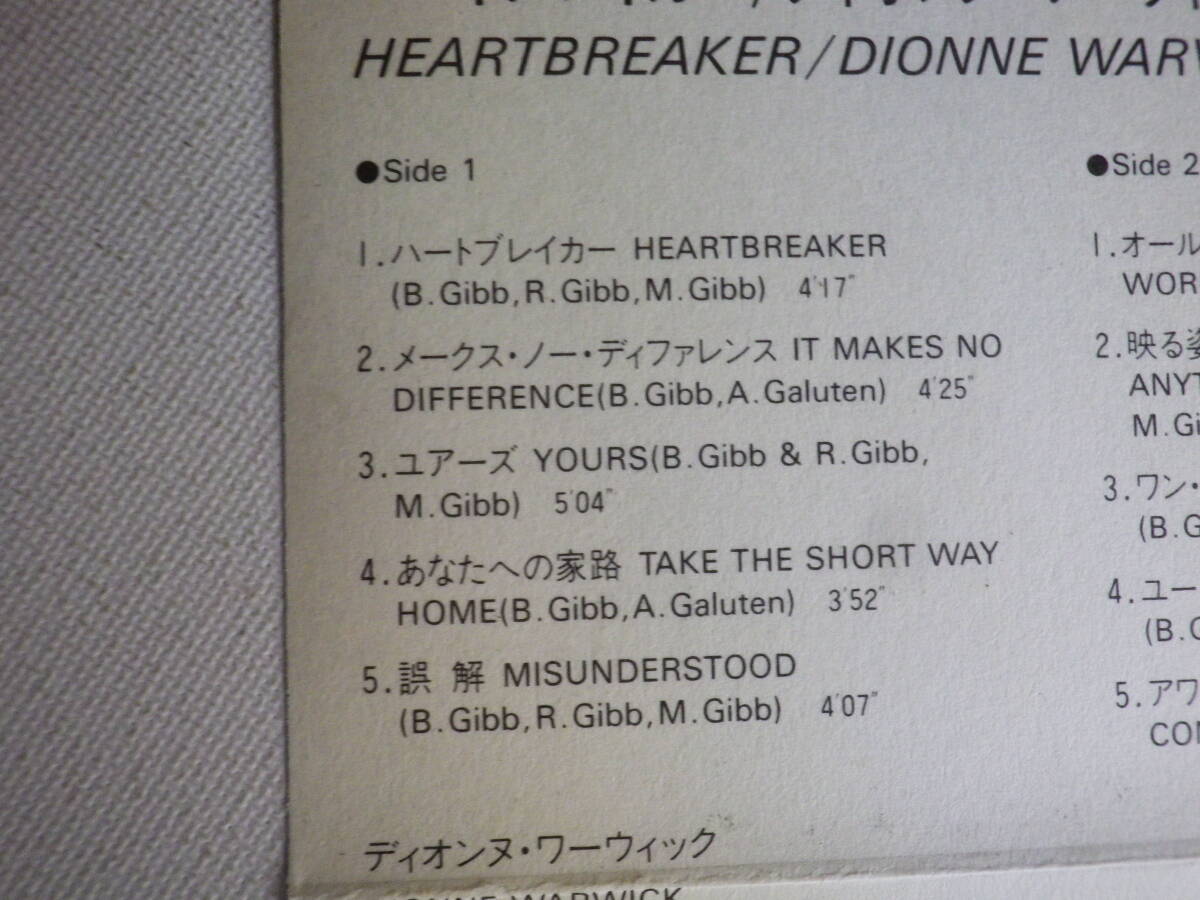 HEARTBREAKER/DIONNE
●Side 1
1.ハートブレイカー HEARTBREAKER
(B.Gibb,R.Gibb,M.Gibb) 4'17"
2.メークス・ノー・ディファレンス IT MAKES NO
DIFFERENCE(B.Gibb,A.Galuten) 4'25"
3.ユアーズ YOURS(B.Gibb & R.Gibb,
M.Gibb) 5'04"
4.あなたへの家路 TAKE THE SHORT WAY
HOME(B.Gibb,A.Galuten) 3'52"
5.誤 解 MISUNDERSTOOD
(B.Gibb,R.Gibb,M.Gibb) 4'07"
●Side 2
1.オール
WOR
2.映る姿
ANYT
M.Gi
3.ワン・
(B.G
4.ユー
(B.G
5.アワ
CON
ディオンヌ・ワーウィック
WARWICK